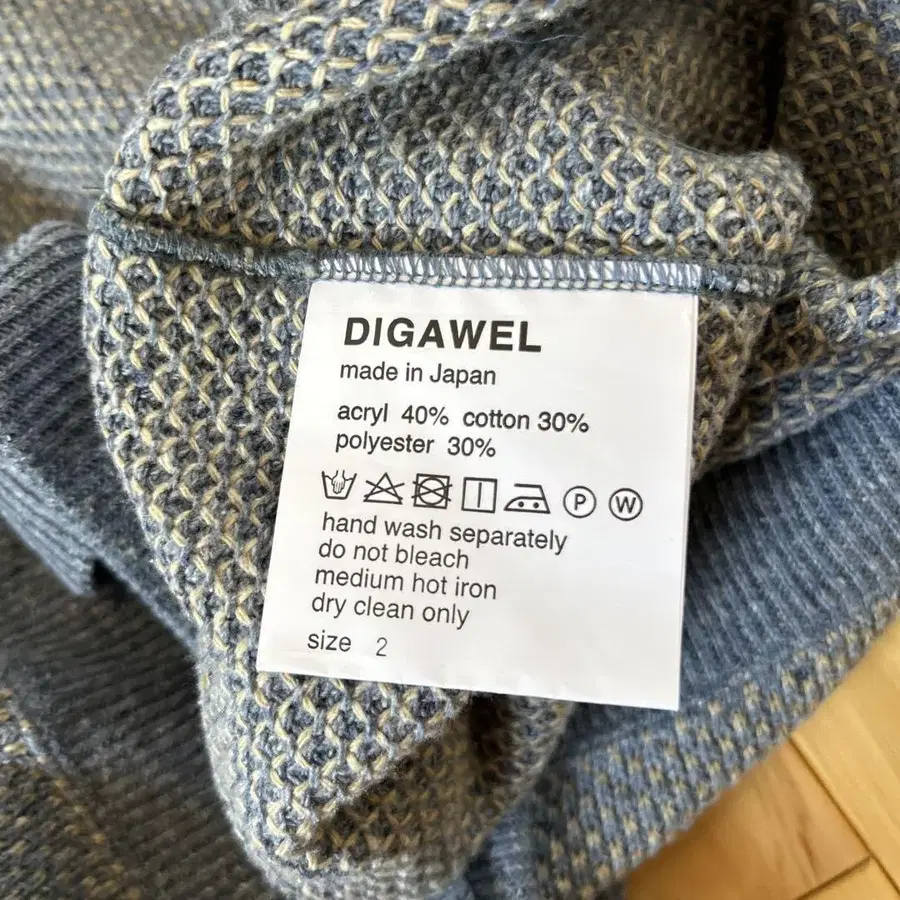 DIGAWEL
made in Japan
acryl 40% cotton 30%
polyester 30%
P W
hand wash separately
do not bleach
medium hot iron
dry clean only
size 2